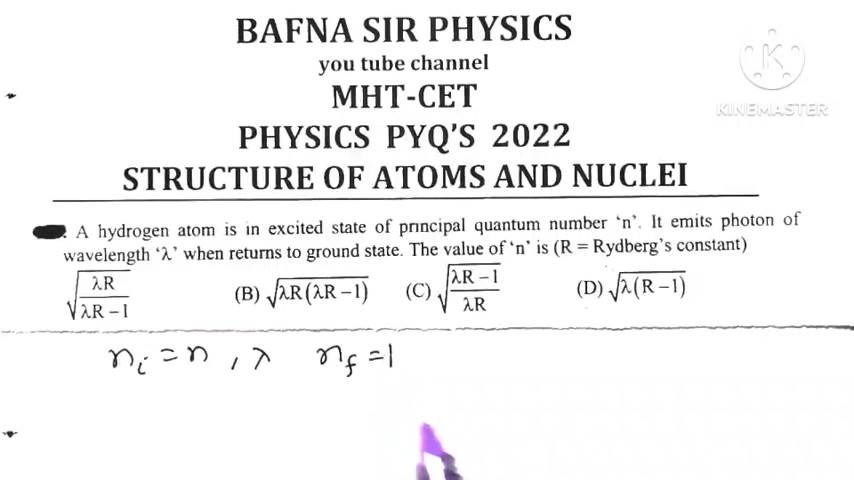 BAFNA SIR PHYSICS
you tube channel
MHT-CET
PHYSICS PYQ'S 2022
STRUCTURE OF ATOMS AND NUCLEI
K
KINEMASTER
. A hydrogen atom is in excited state of principal quantum number ‘n’. It emits photon of
wavelength ‘λ’ when returns to ground state. The value of ‘n’ is (R = Rydberg's constant)
√(λR/(λR−1)) (B) √(λR(λR−1)) (C) √((λR−1)/λR) (D) √(λ(R−1))
n_i = n , λ n_f = 1